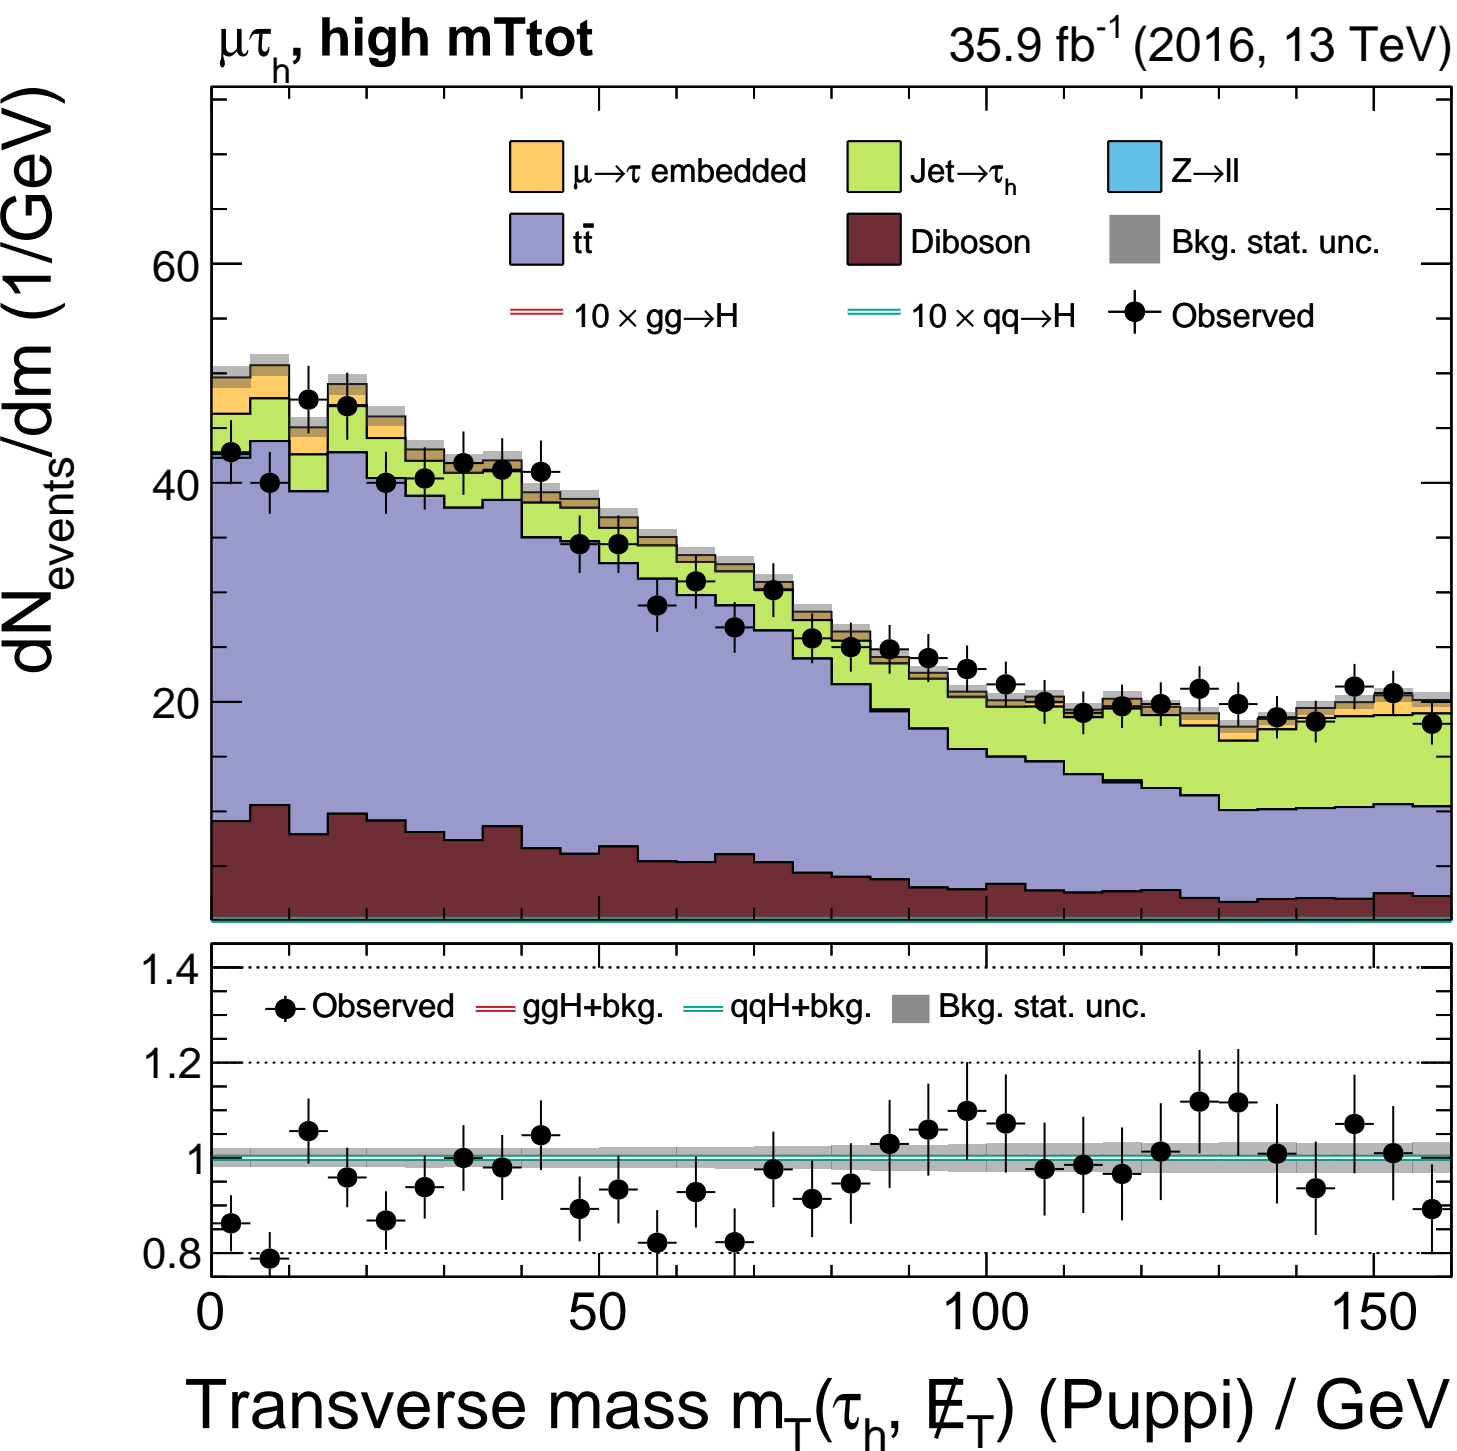 μτh, high mTtot 35.9 fb-1 (2016, 13 TeV)
dNevents/dm (1/GeV)
μ→τ embedded Jet→τh Z→ll
tt̄ Diboson Bkg. stat. unc.
10 × gg→H 10 × qq→H Observed
60
40
20
1.4
Observed ggH+bkg. qqH+bkg. Bkg. stat. unc.
1.2
1
0.8
0 50 100 150
Transverse mass mT(τh, E̸T) (Puppi) / GeV